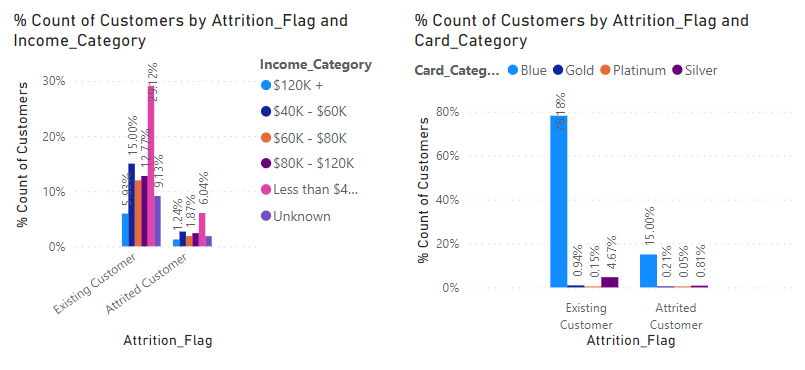 % Count of Customers by Attrition_Flag and
Income_Category
% Count of Customers
30%
20%
10%
0%
5.93%
15.00%
12.77%
29.12%
9.13%
1.24%
1.87%
6.04%
Existing Customer
Attrited Customer
Attrition_Flag
Income_Category
$120K +
$40K - $60K
$60K - $80K
$80K - $120K
Less than $4...
Unknown
% Count of Customers by Attrition_Flag and
Card_Category
Card_Categ...
Blue
Gold
Platinum
Silver
% Count of Customers
80%
60%
40%
20%
0%
78.18%
0.94%
0.15%
4.67%
15.00%
0.21%
0.05%
0.81%
Existing
Customer
Attrited
Customer
Attrition_Flag